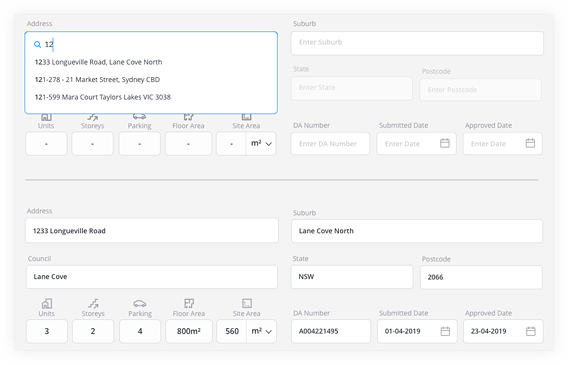 Address
Suburb
12
Enter Suburb
1233 Longueville Road, Lane Cove North
121-278 - 21 Market Street, Sydney CBD
121-599 Mara Court Taylors Lakes VIC 3038
State
Postcode
Enter State
Enter Postcode
Units Storeys Parking Floor Area Site Area
DA Number Submitted Date Approved Date
- - - - - m²
Enter DA Number Enter Date Enter Date
Address
Suburb
1233 Longueville Road
Lane Cove North
Council
State
Postcode
Lane Cove
NSW
2066
Units Storeys Parking Floor Area Site Area
DA Number Submitted Date Approved Date
3 2 4 800m² 560 m²
A004221495 01-04-2019 23-04-2019